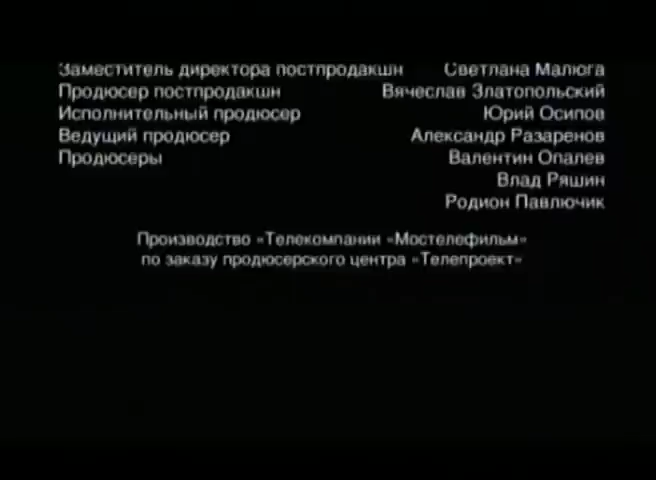 Заместитель директора постпродакшн Светлана Малюга
Продюсер постпродакшн Вячеслав Златопольский
Исполнительный продюсер Юрий Осипов
Ведущий продюсер Александр Разаренов
Продюсеры Валентин Опалев
Влад Ряшин
Родион Павлючик
Производство «Телекомпании «Мостелефильм»
по заказу продюсерского центра «Телепроект»